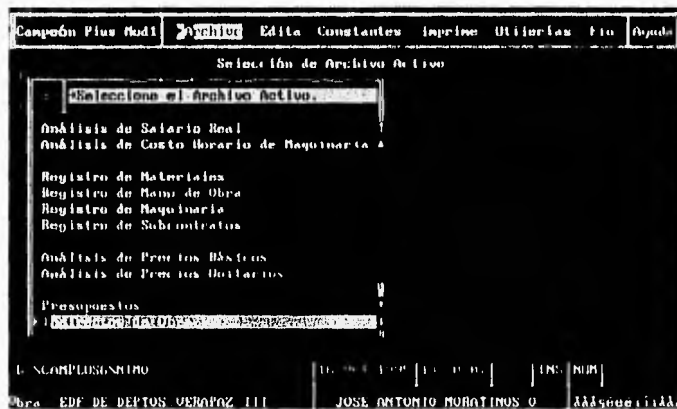 Campeón Plus Mod1 Archivo Edita Constantes Imprime Utilerías Fin Ayuda
Selección de Archivo Activo
Seleccione el Archivo Activo.
Análisis de Salario Real
Análisis de Costo Horario de Maquinaria
Registro de Materiales
Registro de Mano de Obra
Registro de Maquinaria
Registro de Subcontratos
Análisis de Precios Básicos
Análisis de Precios Unitarios
Presupuestos
INS NUM
Obra EDF DE DEPTOS VERAPAZ III JOSE ANTONIO MORATINOS O